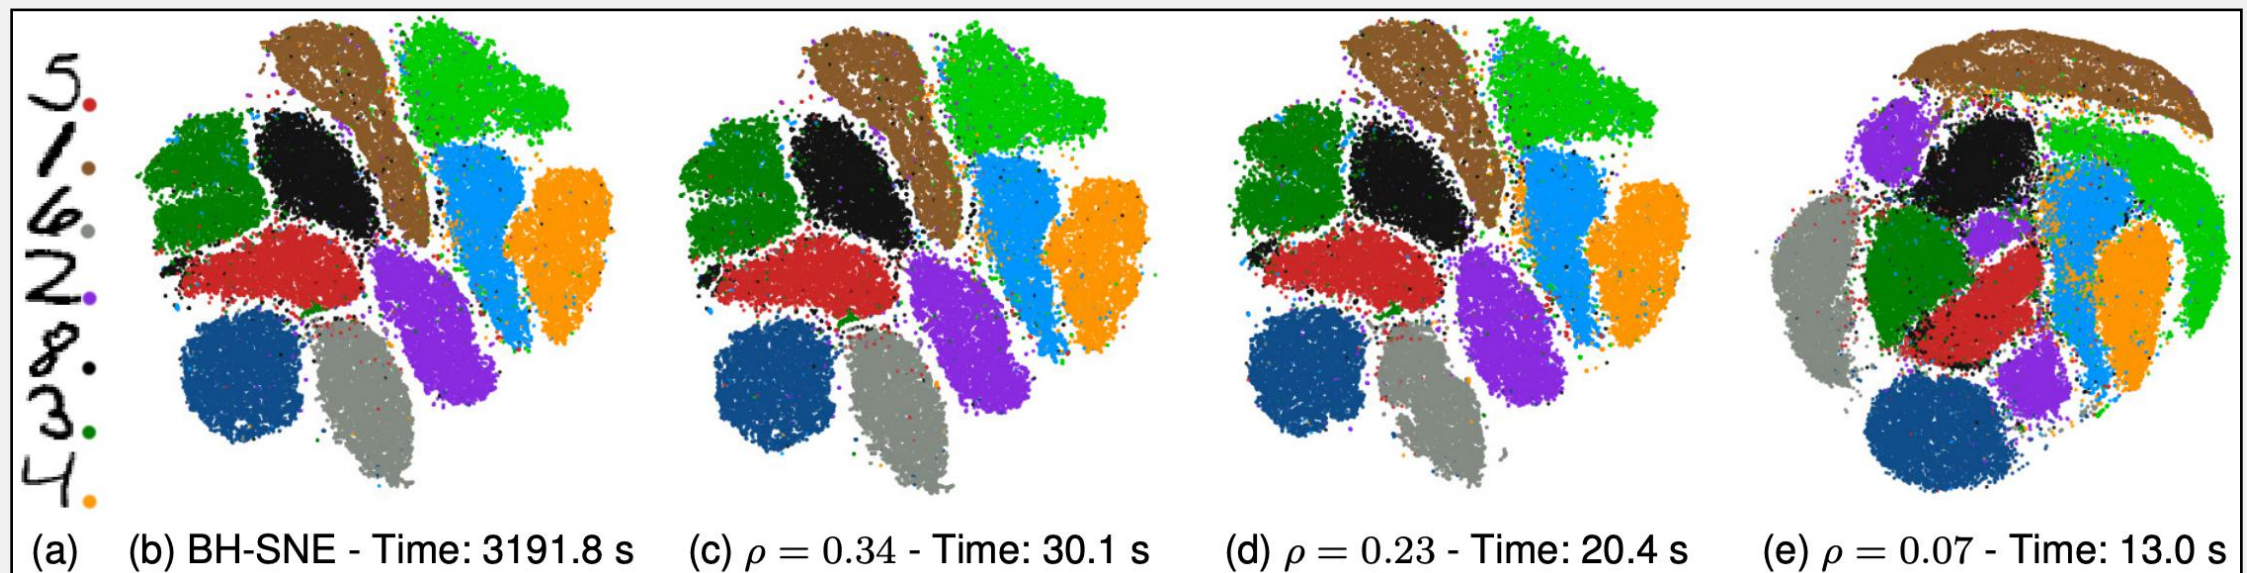 5
1
6
2
8
3
4
(a)
(b) BH-SNE - Time: 3191.8 s
(c) ρ = 0.34 - Time: 30.1 s
(d) ρ = 0.23 - Time: 20.4 s
(e) ρ = 0.07 - Time: 13.0 s